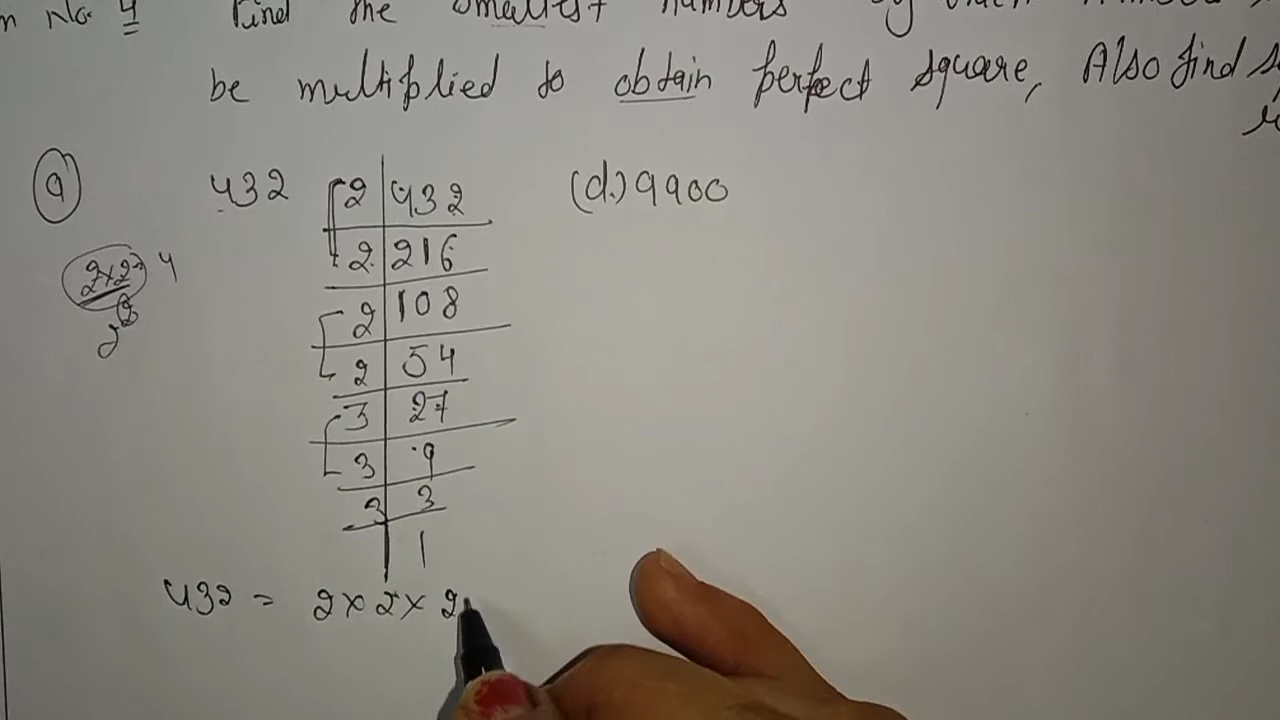 No. 4 Find the smallest numbers by which
be multiplied to obtain perfect square, Also find
(a) 432 (d.) 9900
2 | 432
2 | 216
2 | 108
2 | 54
3 | 27
3 | 9
3 | 3
1
2×2 → 4
2²
432 = 2 × 2 × 2